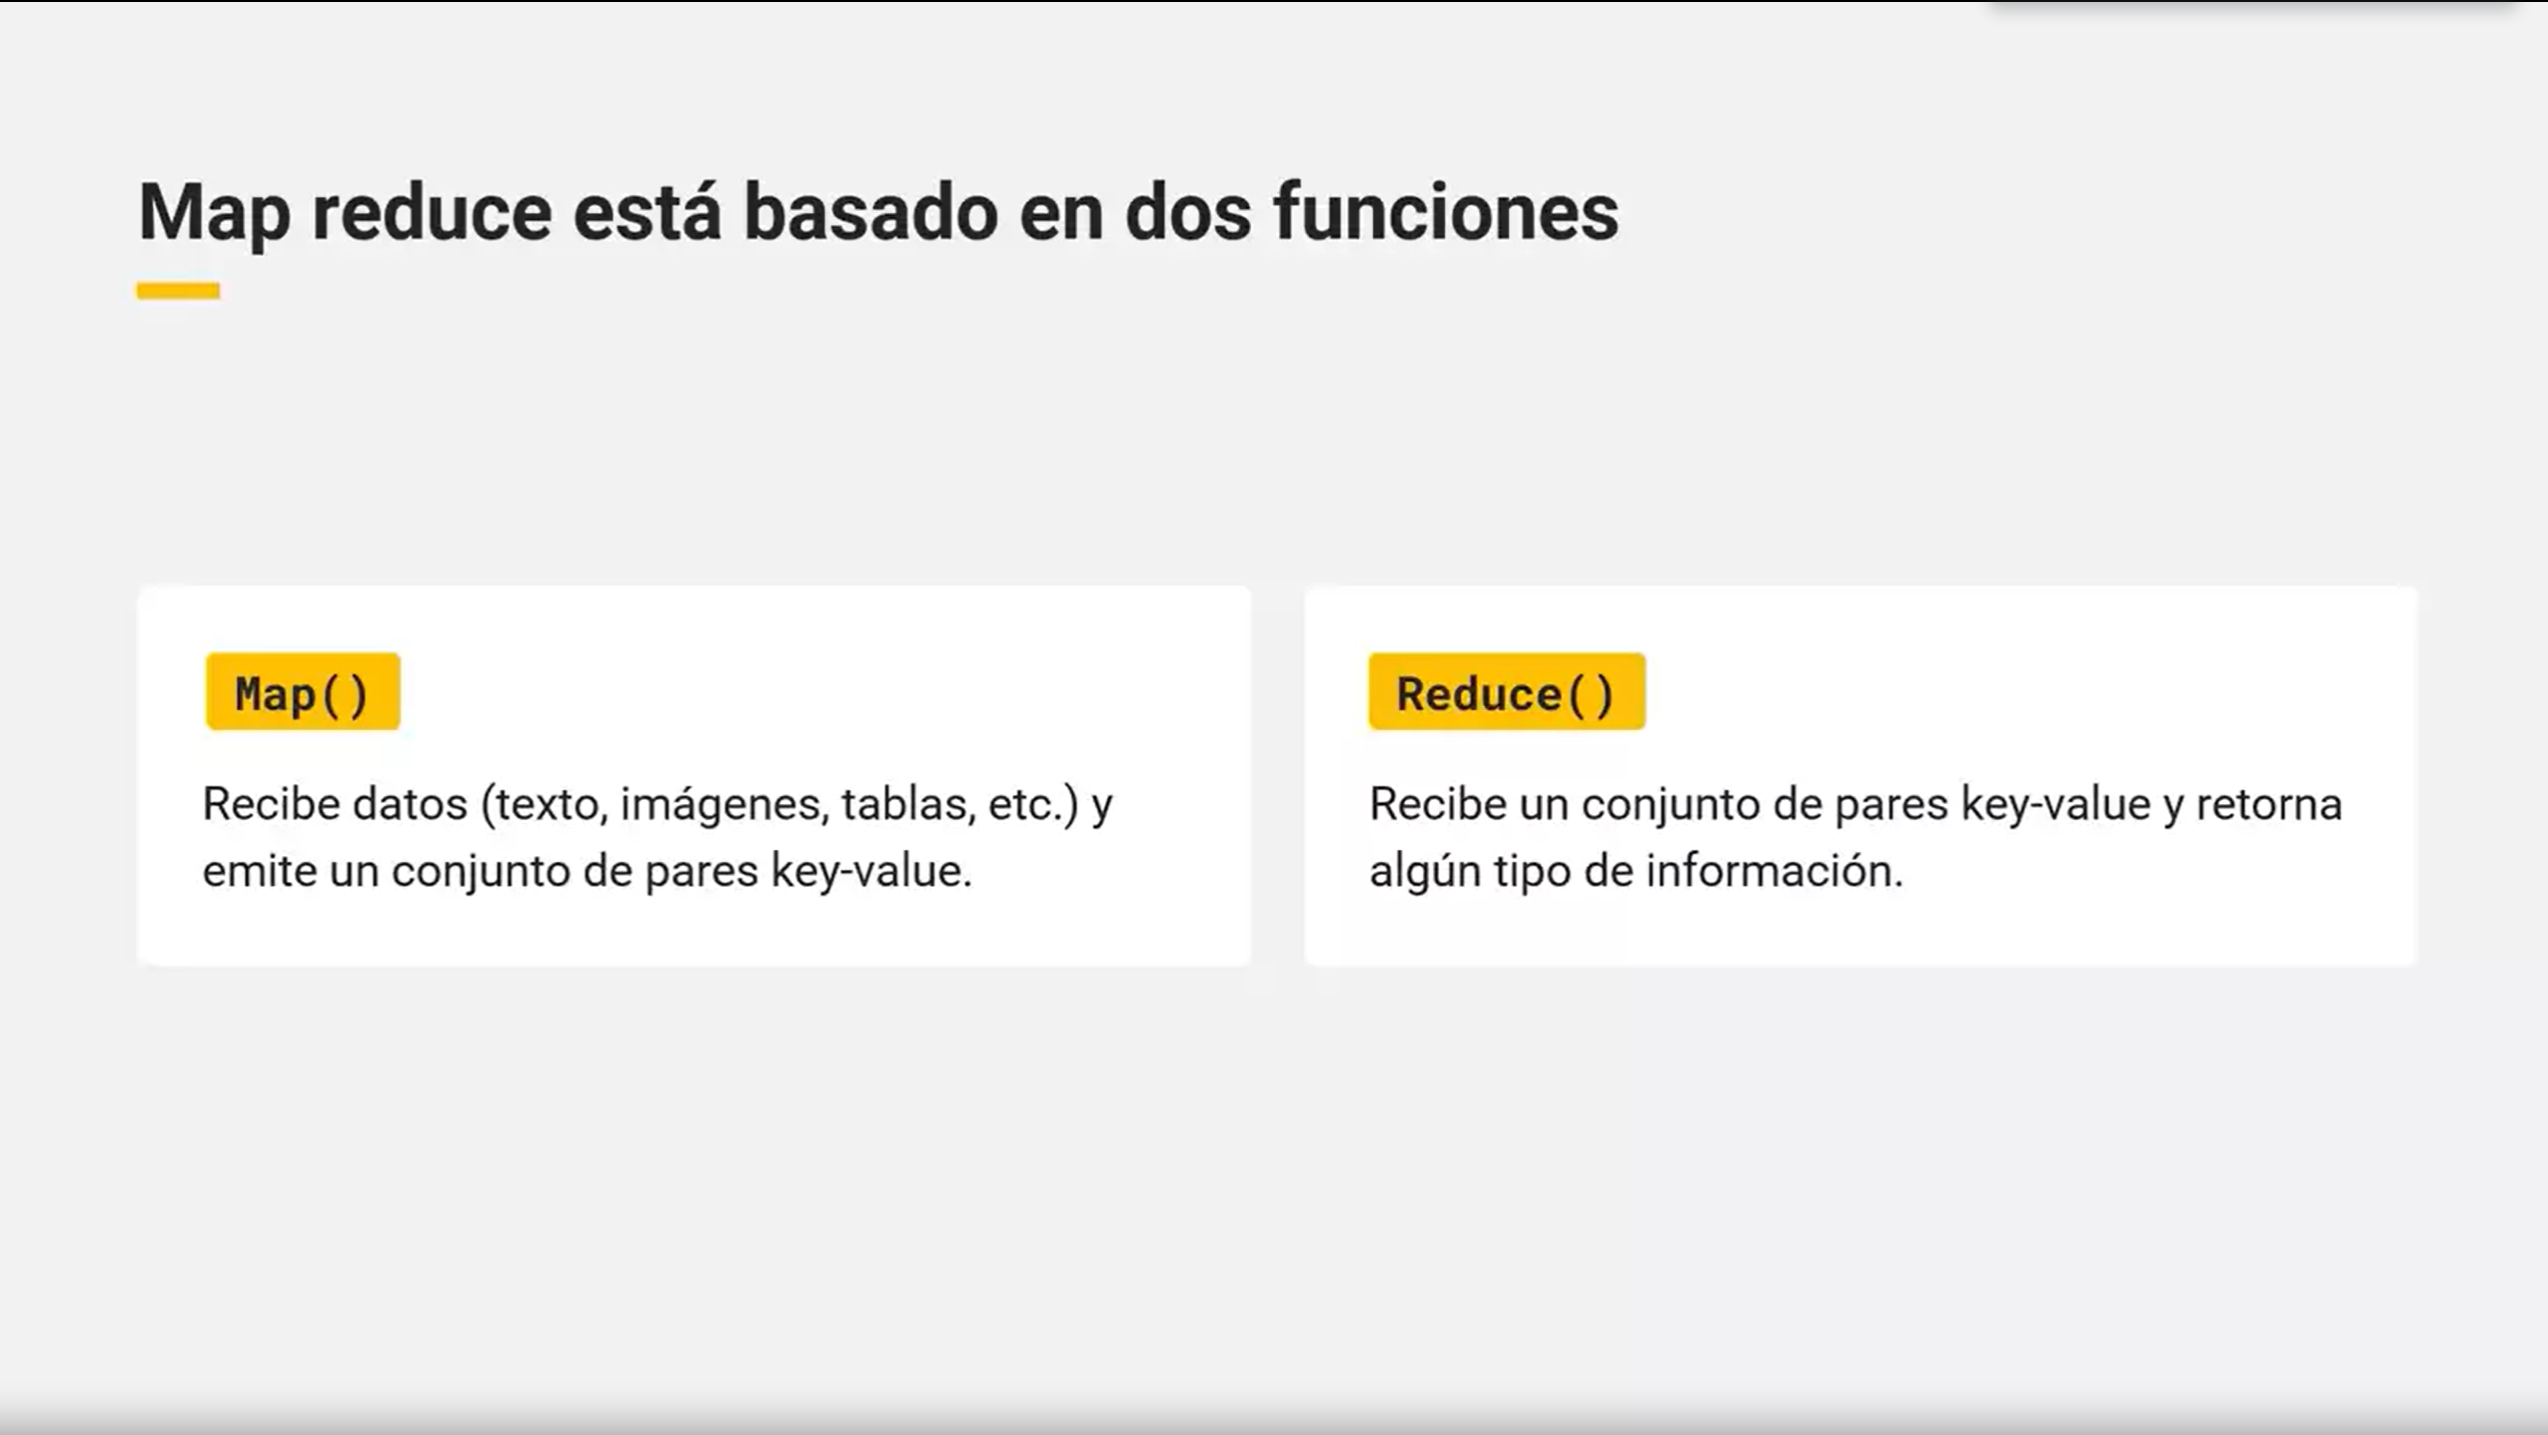 Map reduce está basado en dos funciones
Map()
Recibe datos (texto, imágenes, tablas, etc.) y
emite un conjunto de pares key-value.
Reduce()
Recibe un conjunto de pares key-value y retorna
algún tipo de información.